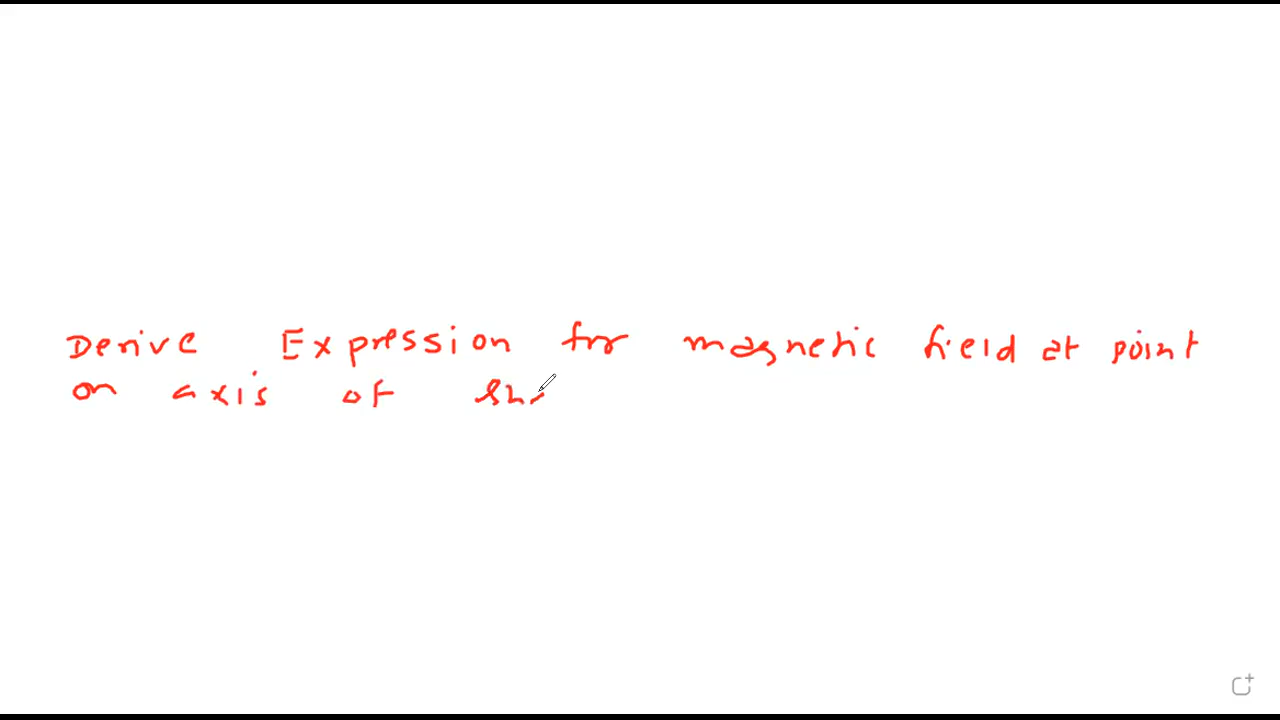 Derive Expression for magnetic field at point
on axis of